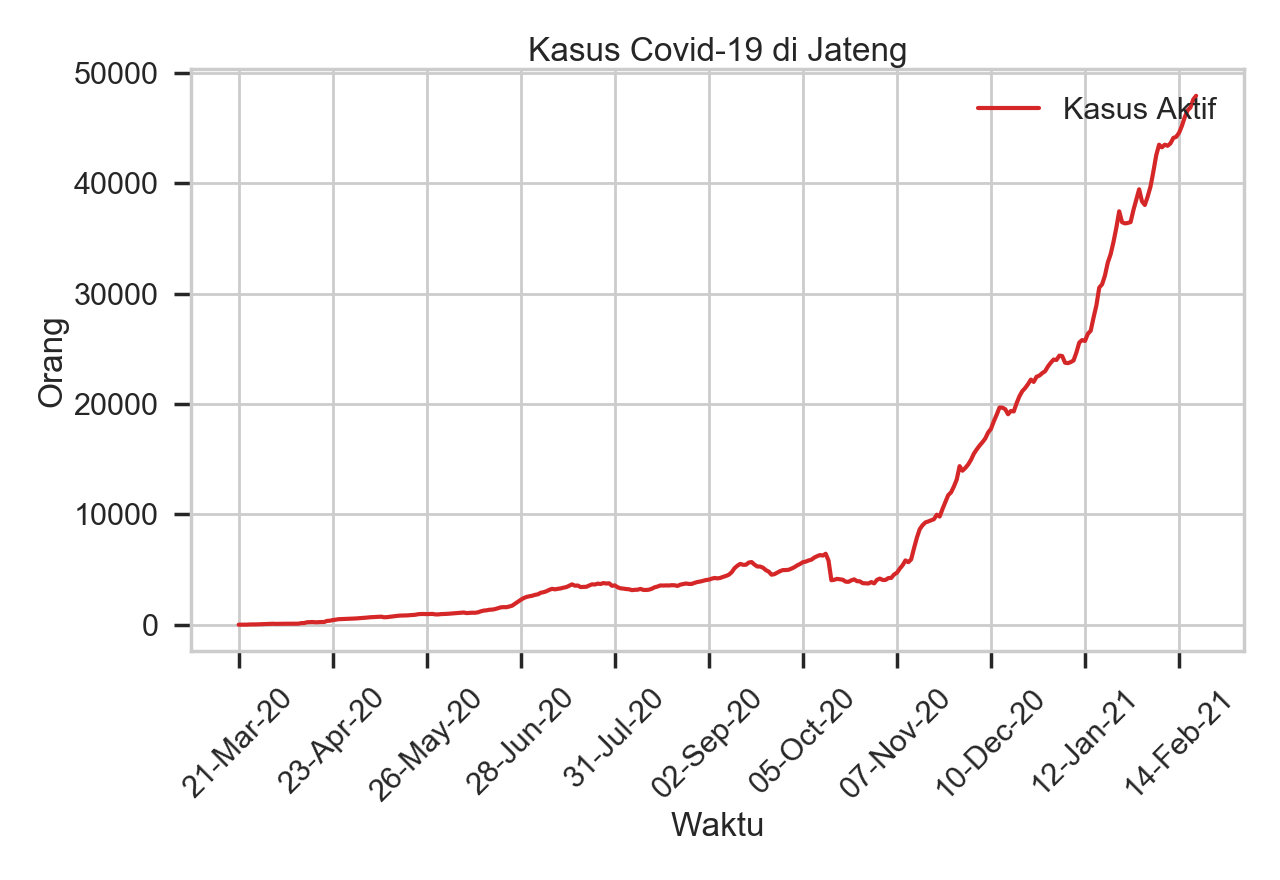 Kasus Covid-19 di Jateng
Kasus Aktif
50000
40000
30000
20000
10000
0
Orang
21-Mar-20
23-Apr-20
26-May-20
28-Jun-20
31-Jul-20
02-Sep-20
05-Oct-20
07-Nov-20
10-Dec-20
12-Jan-21
14-Feb-21
Waktu